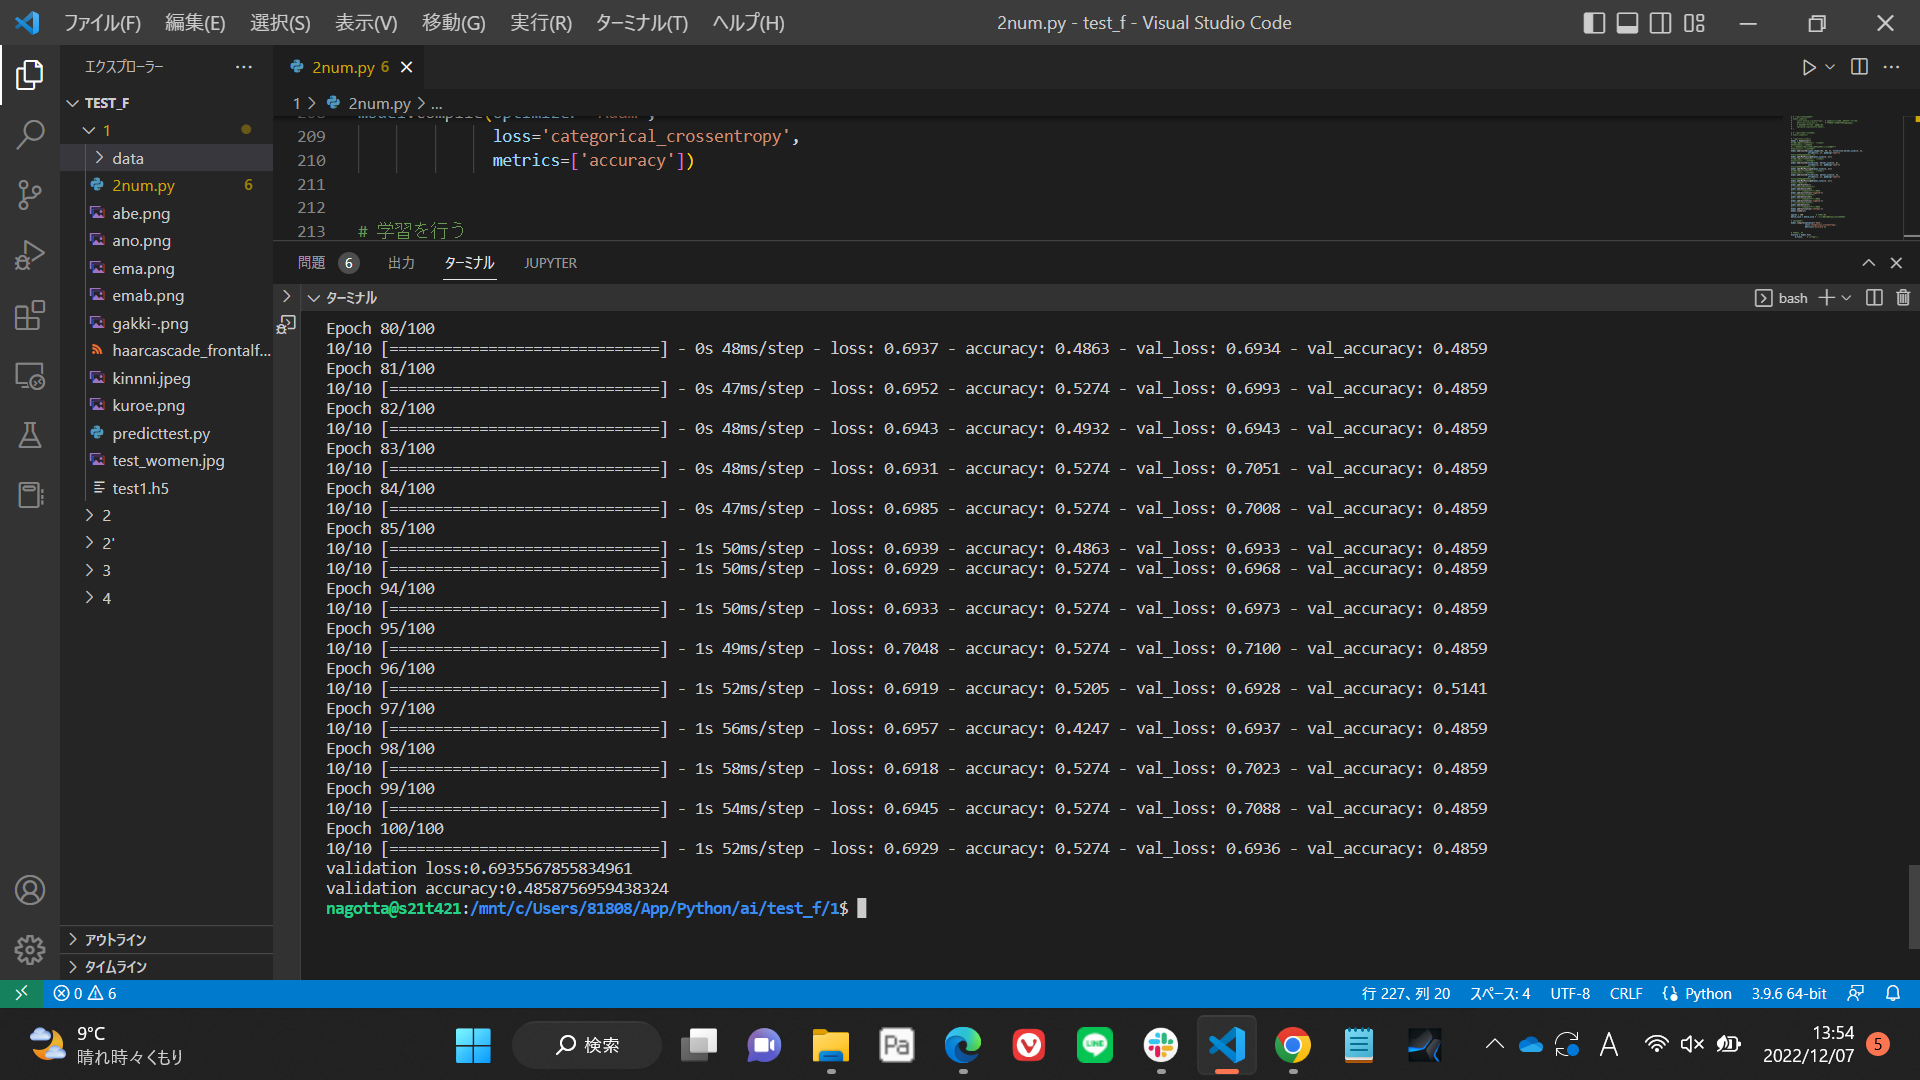 ファイル(F) 編集(E) 選択(S) 表示(V) 移動(G) 実行(R) ターミナル(T) ヘルプ(H) 2num.py - test_f - Visual Studio Code
エクスプローラー
TEST_F
1
data
2num.py 6
abe.png
ano.png
ema.png
emab.png
gakki-.png
haarcascade_frontalf...
kinnni.jpeg
kuroe.png
predicttest.py
test_women.jpg
test1.h5
2
2'
3
4
アウトライン
タイムライン
2num.py 6
1 > 2num.py > ...
209 loss='categorical_crossentropy',
210 metrics=['accuracy'])
211
212
213 # 学習を行う
問題 6 出力 ターミナル JUPYTER
ターミナル bash
Epoch 80/100
10/10 [==============================] - 0s 48ms/step - loss: 0.6937 - accuracy: 0.4863 - val_loss: 0.6934 - val_accuracy: 0.4859
Epoch 81/100
10/10 [==============================] - 0s 47ms/step - loss: 0.6952 - accuracy: 0.5274 - val_loss: 0.6993 - val_accuracy: 0.4859
Epoch 82/100
10/10 [==============================] - 0s 48ms/step - loss: 0.6943 - accuracy: 0.4932 - val_loss: 0.6943 - val_accuracy: 0.4859
Epoch 83/100
10/10 [==============================] - 0s 48ms/step - loss: 0.6931 - accuracy: 0.5274 - val_loss: 0.7051 - val_accuracy: 0.4859
Epoch 84/100
10/10 [==============================] - 0s 47ms/step - loss: 0.6985 - accuracy: 0.5274 - val_loss: 0.7008 - val_accuracy: 0.4859
Epoch 85/100
10/10 [==============================] - 1s 50ms/step - loss: 0.6939 - accuracy: 0.4863 - val_loss: 0.6933 - val_accuracy: 0.4859
10/10 [==============================] - 1s 50ms/step - loss: 0.6929 - accuracy: 0.5274 - val_loss: 0.6968 - val_accuracy: 0.4859
Epoch 94/100
10/10 [==============================] - 1s 50ms/step - loss: 0.6933 - accuracy: 0.5274 - val_loss: 0.6973 - val_accuracy: 0.4859
Epoch 95/100
10/10 [==============================] - 1s 49ms/step - loss: 0.7048 - accuracy: 0.5274 - val_loss: 0.7100 - val_accuracy: 0.4859
Epoch 96/100
10/10 [==============================] - 1s 52ms/step - loss: 0.6919 - accuracy: 0.5205 - val_loss: 0.6928 - val_accuracy: 0.5141
Epoch 97/100
10/10 [==============================] - 1s 56ms/step - loss: 0.6957 - accuracy: 0.4247 - val_loss: 0.6937 - val_accuracy: 0.4859
Epoch 98/100
10/10 [==============================] - 1s 58ms/step - loss: 0.6918 - accuracy: 0.5274 - val_loss: 0.7023 - val_accuracy: 0.4859
Epoch 99/100
10/10 [==============================] - 1s 54ms/step - loss: 0.6945 - accuracy: 0.5274 - val_loss: 0.7088 - val_accuracy: 0.4859
Epoch 100/100
10/10 [==============================] - 1s 52ms/step - loss: 0.6929 - accuracy: 0.5274 - val_loss: 0.6936 - val_accuracy: 0.4859
validation loss:0.6935567855834961
validation accuracy:0.4858756959438324
nagotta@s21t421:/mnt/c/Users/81808/App/Python/ai/test_f/1$
0 6 行 227、列 20 スペース: 4 UTF-8 CRLF Python 3.9.6 64-bit
9°C
晴れ時々くもり
検索
Pa
LINE
A
13:54
2022/12/07
5